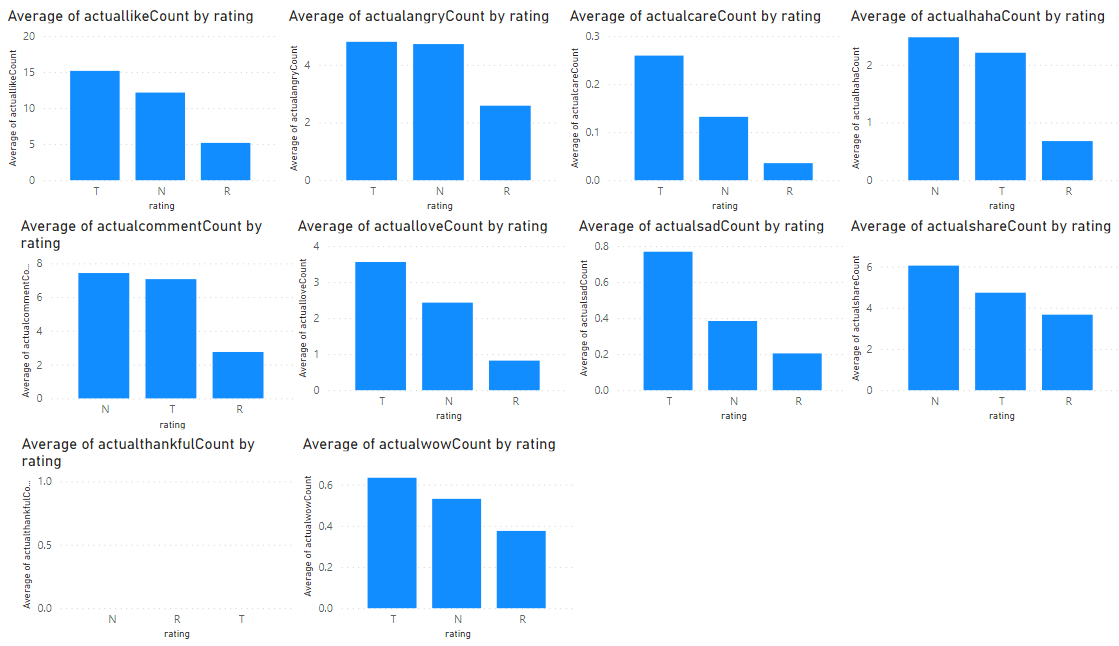 Average of actuallikeCount by rating
Average of actuallikeCount
20
15
10
5
0
T N R
rating
Average of actualangryCount by rating
Average of actualangryCount
4
2
0
T N R
rating
Average of actualcareCount by rating
Average of actualcareCount
0.3
0.2
0.1
0.0
T N R
rating
Average of actualhahaCount by rating
Average of actualhahaCount
2
1
0
N T R
rating
Average of actualcommentCount by
rating
Average of actualcommentCo...
8
6
4
2
0
N T R
rating
Average of actualloveCount by rating
Average of actualloveCount
4
3
2
1
0
T N R
rating
Average of actualsadCount by rating
Average of actualsadCount
0.8
0.6
0.4
0.2
0.0
T N R
rating
Average of actualshareCount by rating
Average of actualshareCount
6
4
2
0
N T R
rating
Average of actualthankfulCount by
rating
Average of actualthankfulCo...
1.0
0.5
0.0
N R T
rating
Average of actualwowCount by rating
Average of actualwowCount
0.6
0.4
0.2
0.0
T N R
rating